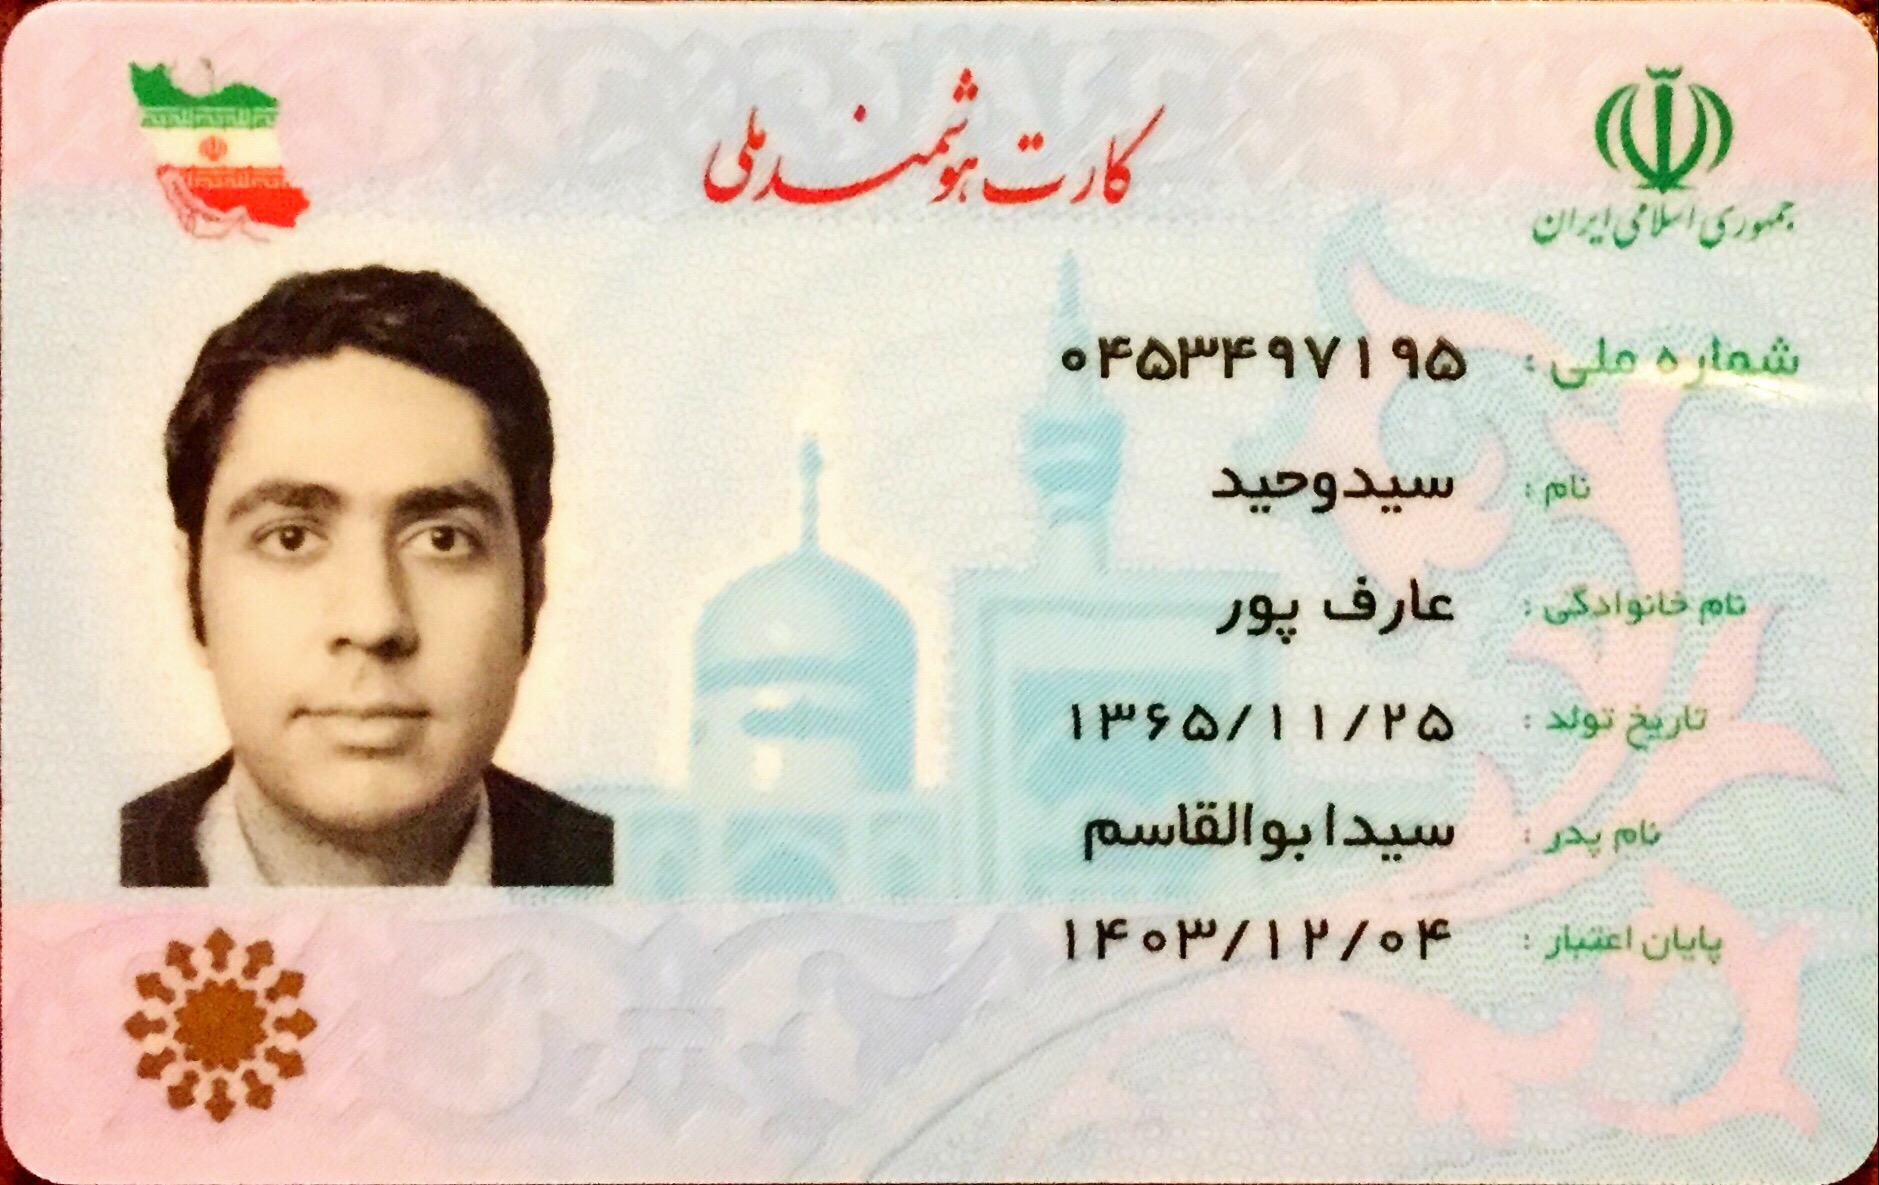 کارت هوشمند ملی
جمهوری اسلامی ایران
شماره ملی : ۰۴۵۳۴۹۷۱۹۵
نام : سیدوحید
نام خانوادگی : عارف پور
تاریخ تولد : ۱۳۶۵/۱۱/۲۵
نام پدر : سیدابوالقاسم
پایان اعتبار : ۱۴۰۳/۱۲/۰۴